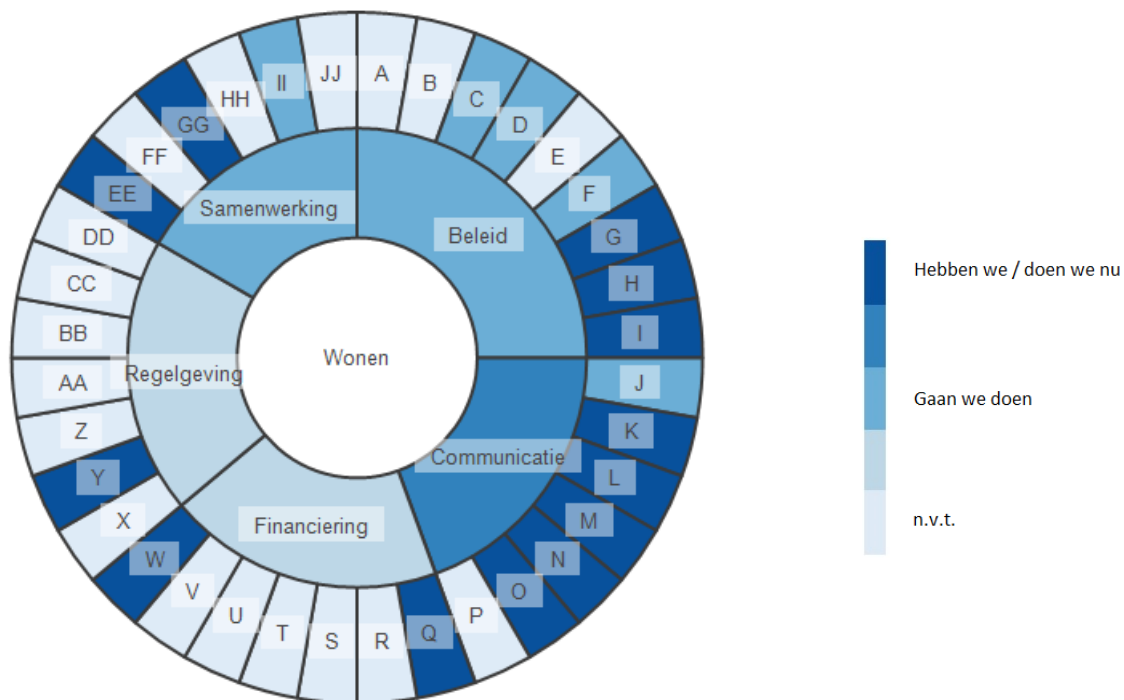 A
B
C
D
E
F
G
H
I
J
K
L
M
N
O
P
Q
R
S
T
U
V
W
X
Y
Z
AA
BB
CC
DD
EE
FF
GG
HH
II
JJ
Samenwerking
Beleid
Wonen
Regelgeving
Communicatie
Financiering
Hebben we / doen we nu
Gaan we doen
n.v.t.